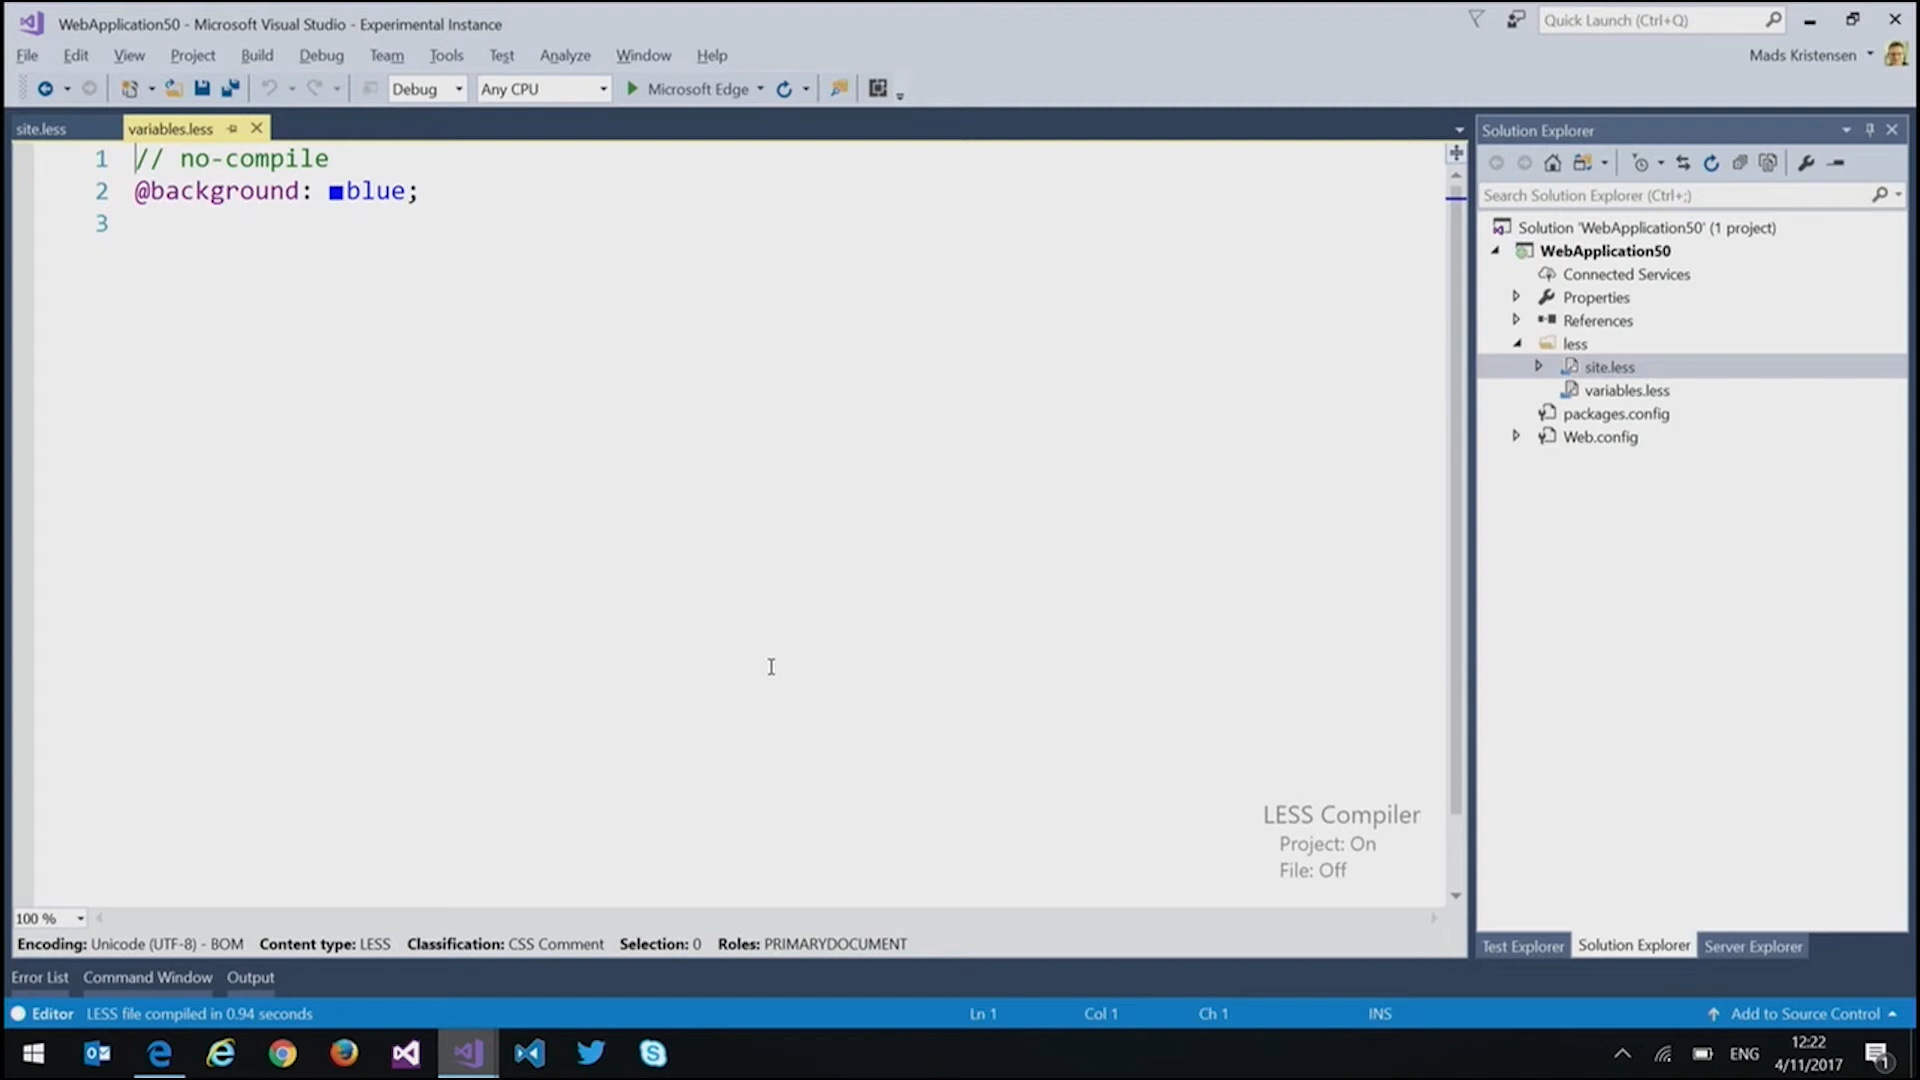 WebApplication50 - Microsoft Visual Studio - Experimental Instance
Quick Launch (Ctrl+Q)
File Edit View Project Build Debug Team Tools Test Analyze Window Help
Mads Kristensen
Debug Any CPU Microsoft Edge
site.less variables.less
1 // no-compile
2 @background: blue;
3
LESS Compiler
Project: On
File: Off
100 %
Encoding: Unicode (UTF-8) - BOM Content type: LESS Classification: CSS Comment Selection: 0 Roles: PRIMARYDOCUMENT
Solution Explorer
Search Solution Explorer (Ctrl+;)
Solution 'WebApplication50' (1 project)
WebApplication50
Connected Services
Properties
References
less
site.less
variables.less
packages.config
Web.config
Test Explorer Solution Explorer Server Explorer
Error List Command Window Output
Editor LESS file compiled in 0.94 seconds Ln 1 Col 1 Ch 1 INS Add to Source Control
ENG
12:22
4/11/2017
1